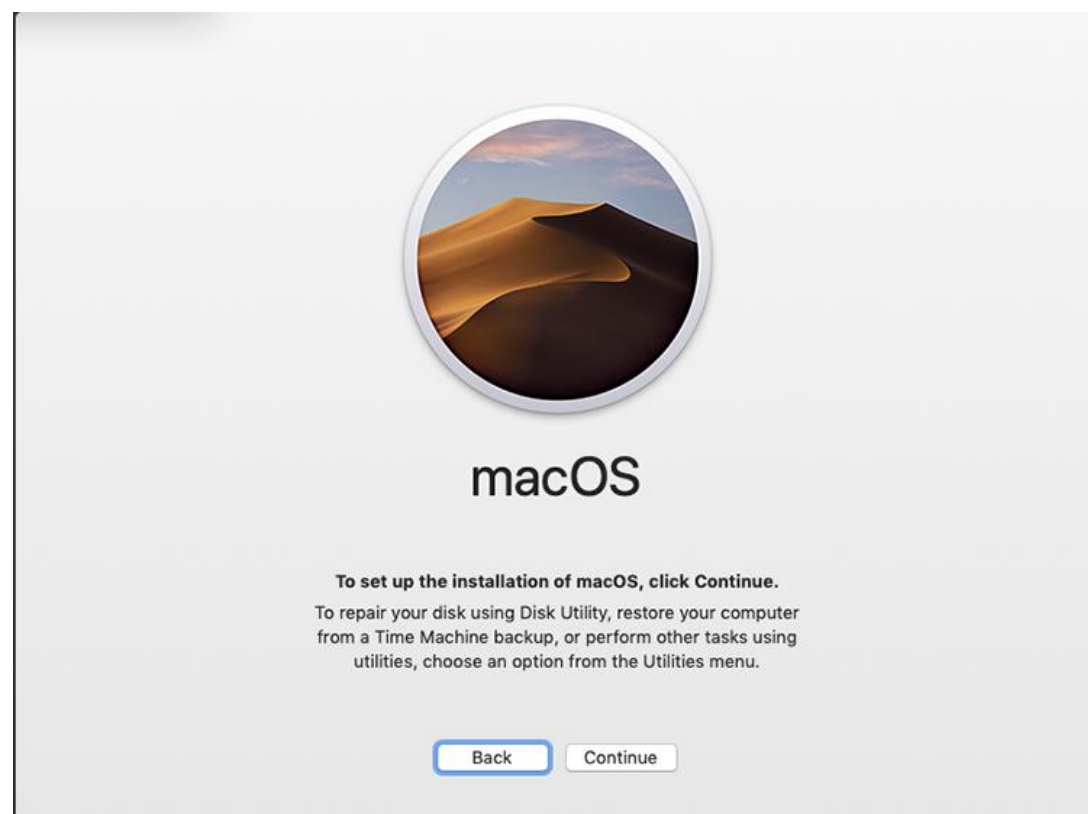 macOS
To set up the installation of macOS, click Continue.
To repair your disk using Disk Utility, restore your computer
from a Time Machine backup, or perform other tasks using
utilities, choose an option from the Utilities menu.
Back
Continue